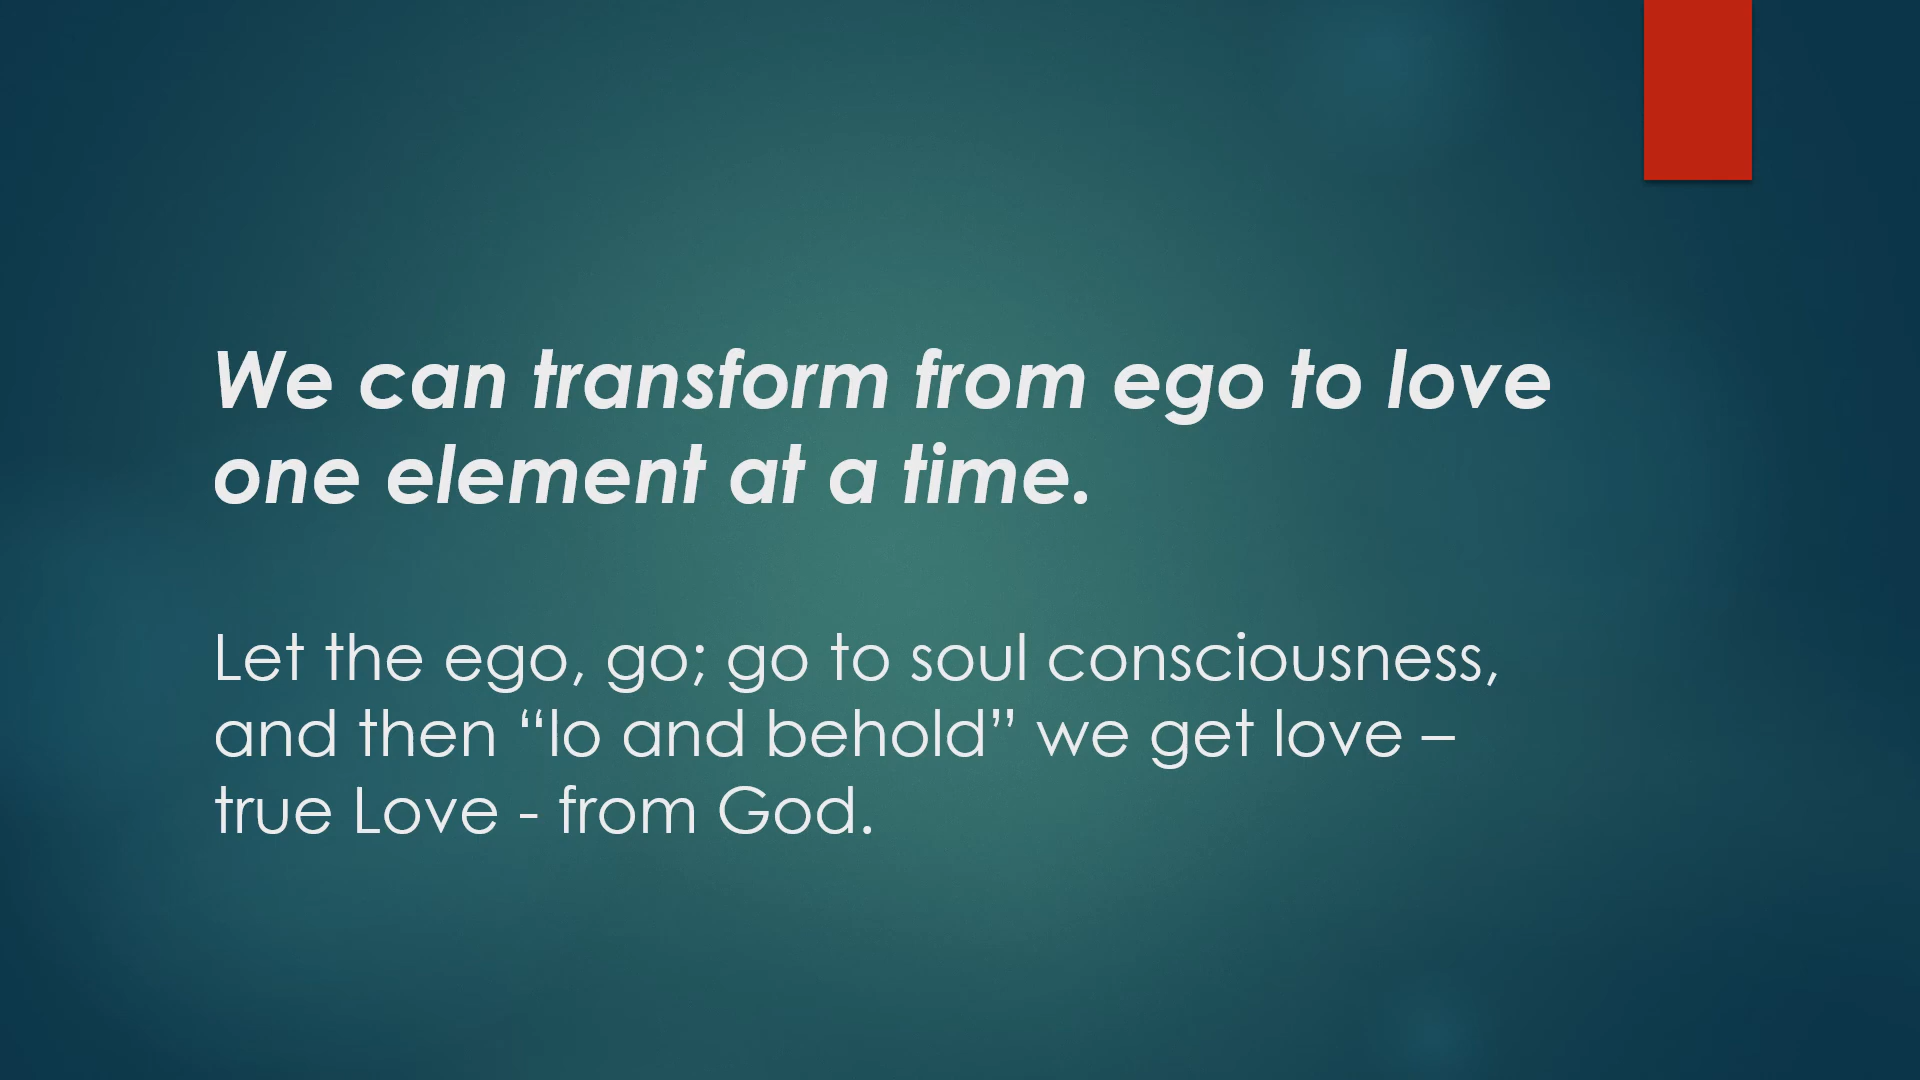 We can transform from ego to love
one element at a time.
Let the ego, go; go to soul consciousness,
and then “lo and behold” we get love –
true Love - from God.